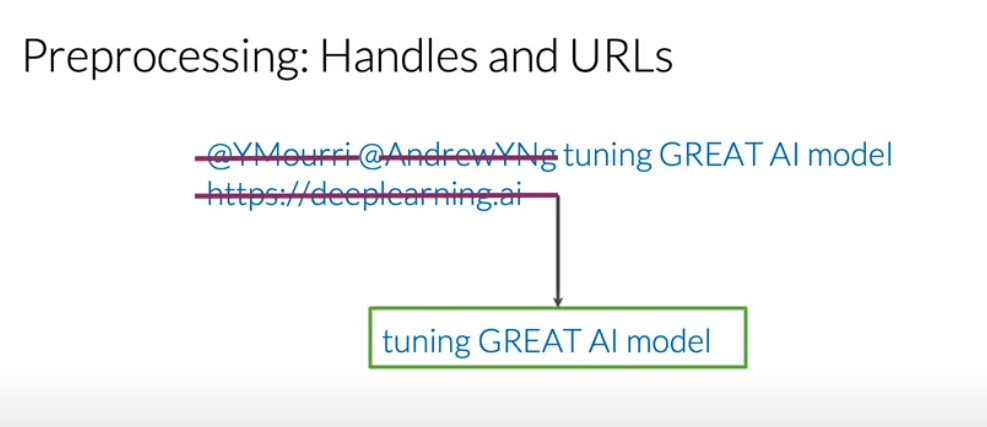 Preprocessing: Handles and URLs
@YMourri @AndrewYNg tuning GREAT AI model
https://deeplearning.ai
tuning GREAT AI model